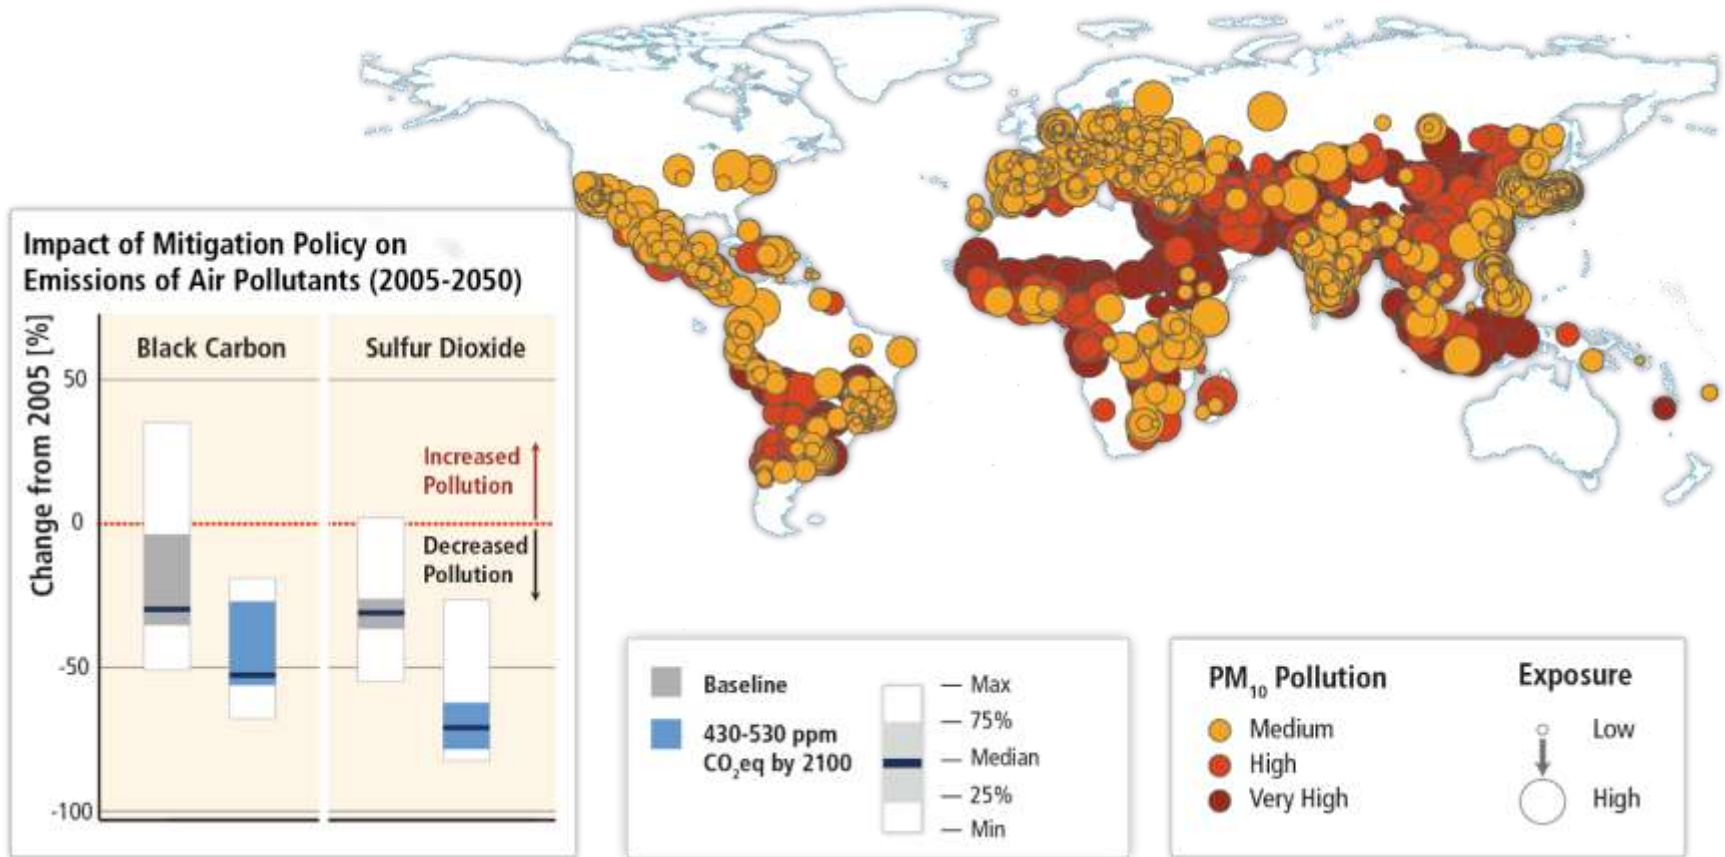 Impact of Mitigation Policy on
Emissions of Air Pollutants (2005-2050)
Change from 2005 [%]
Black Carbon
Sulfur Dioxide
50
0
-50
-100
Increased
Pollution
Decreased
Pollution
Baseline
430-530 ppm
CO₂eq by 2100
Max
75%
Median
25%
Min
PM₁₀ Pollution
Medium
High
Very High
Exposure
Low
High